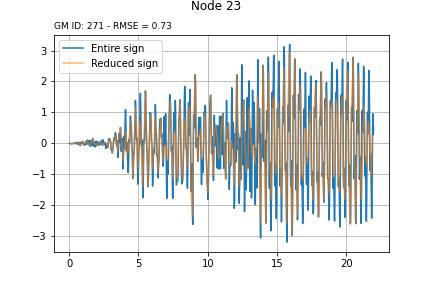 Node 23
GM ID: 271 - RMSE = 0.73
Entire sign
Reduced sign
3
2
1
0
−1
−2
−3
0 5 10 15 20